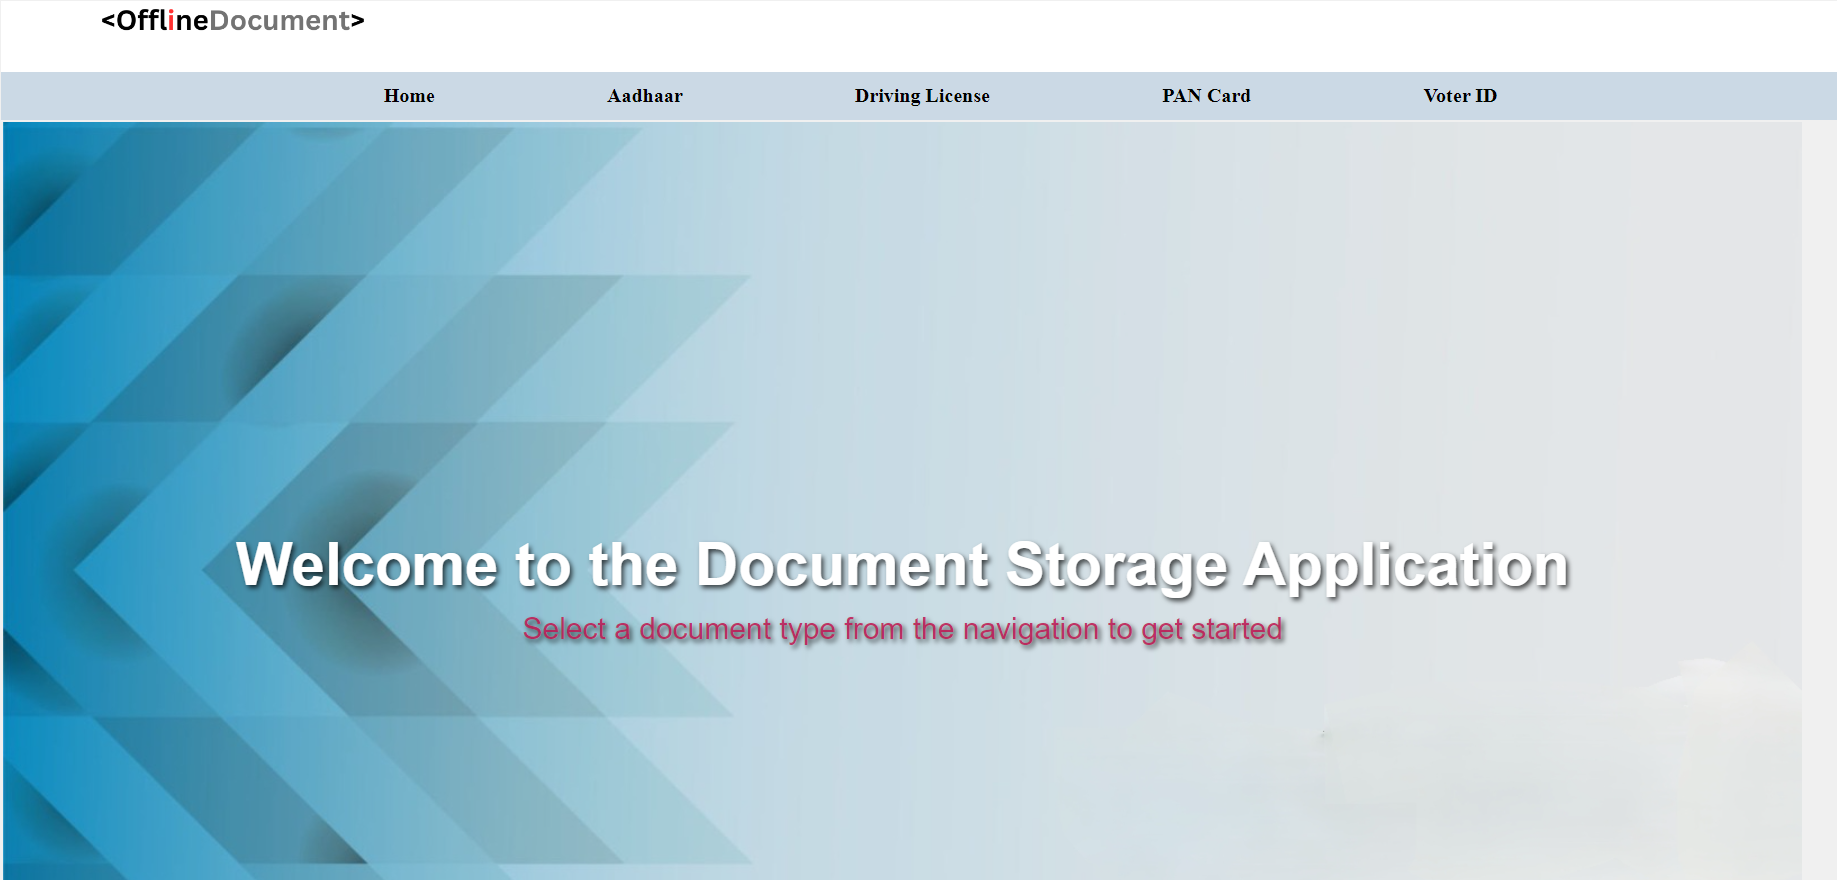 <OfflineDocument>
Home Aadhaar Driving License PAN Card Voter ID
Welcome to the Document Storage Application
Select a document type from the navigation to get started